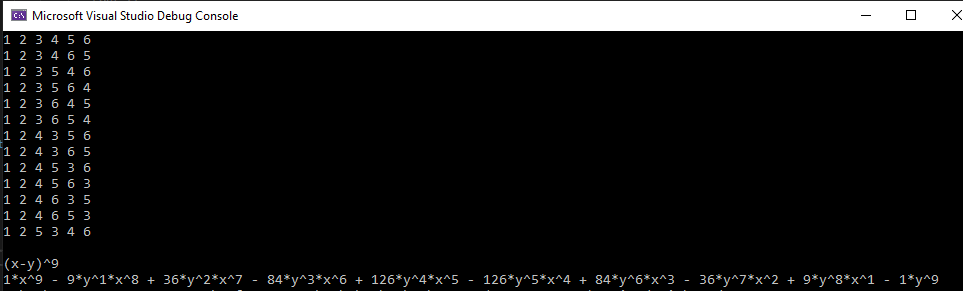 C:\ Microsoft Visual Studio Debug Console
1 2 3 4 5 6
1 2 3 4 6 5
1 2 3 5 4 6
1 2 3 5 6 4
1 2 3 6 4 5
1 2 3 6 5 4
1 2 4 3 5 6
1 2 4 3 6 5
1 2 4 5 3 6
1 2 4 5 6 3
1 2 4 6 3 5
1 2 4 6 5 3
1 2 5 3 4 6
(x-y)^9
1*x^9 - 9*y^1*x^8 + 36*y^2*x^7 - 84*y^3*x^6 + 126*y^4*x^5 - 126*y^5*x^4 + 84*y^6*x^3 - 36*y^7*x^2 + 9*y^8*x^1 - 1*y^9